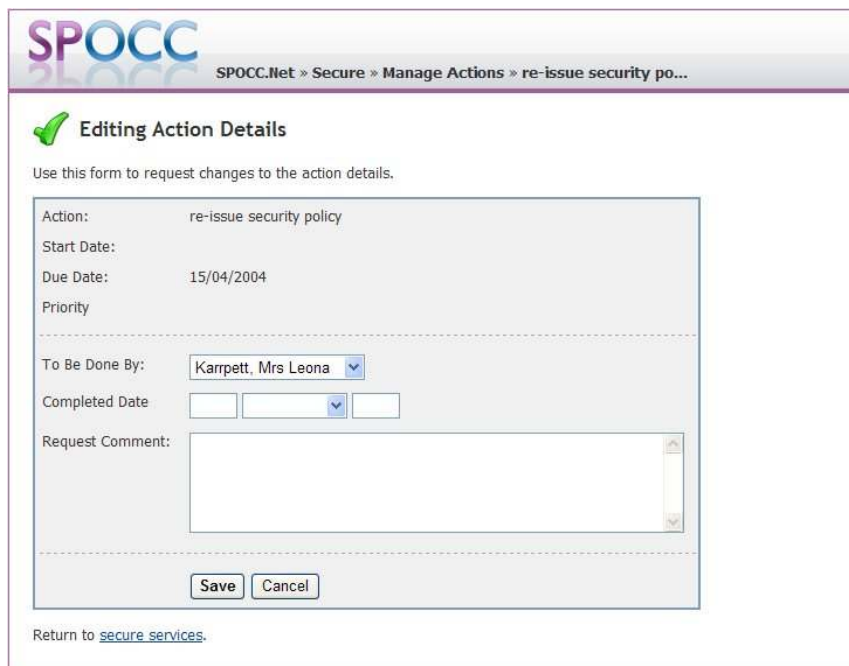 SPOCC
SPOCC.Net » Secure » Manage Actions » re-issue security po...
Editing Action Details
Use this form to request changes to the action details.
Action: re-issue security policy
Start Date:
Due Date: 15/04/2004
Priority
To Be Done By: Karrpett, Mrs Leona
Completed Date
Request Comment:
Save Cancel
Return to secure services.